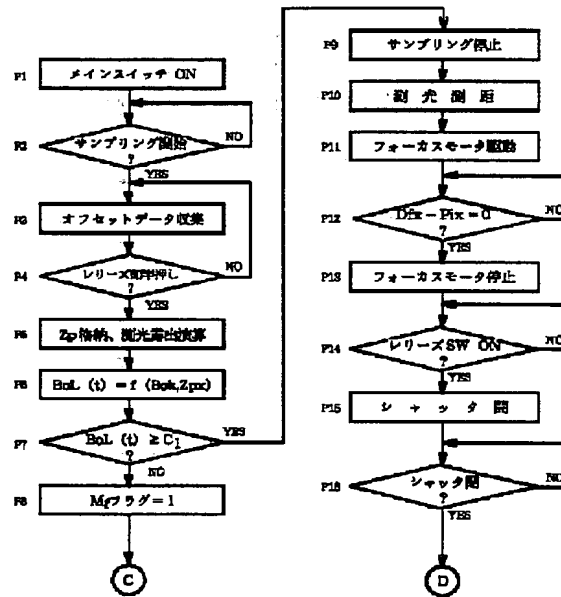 P1 メインスイッチ ON
P2 サンプリング開始
?
NO
YES
P3 オフセットデータ収集
P4 レリーズ釦半押し
?
NO
YES
P5 Zp格納、測光露出演算
P6 BoL (t) = f (Bok,Zpx)
P7 BoL (t) ≧ C1
?
YES
NO
P8 Mfフラグ=1
C
P9 サンプリング停止
P10 測 光 測 距
P11 フォーカスモータ駆動
P12 Dfx − Pix = 0
?
NO
YES
P13 フォーカスモータ停止
P14 レリーズSW ON
?
NO
YES
P15 シ ャ ッ タ 開
P16 シャッタ閉
?
NO
YES
D